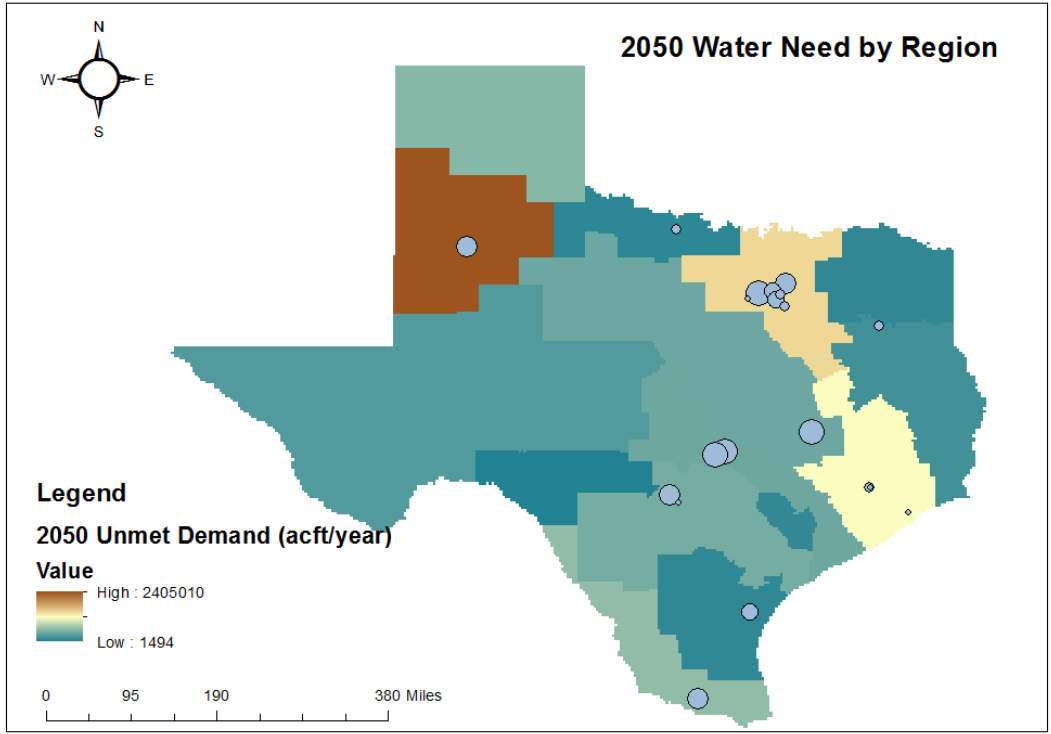 2050 Water Need by Region
N
W E
S
Legend
2050 Unmet Demand (acft/year)
Value
High : 2405010
Low : 1494
0 95 190 380 Miles